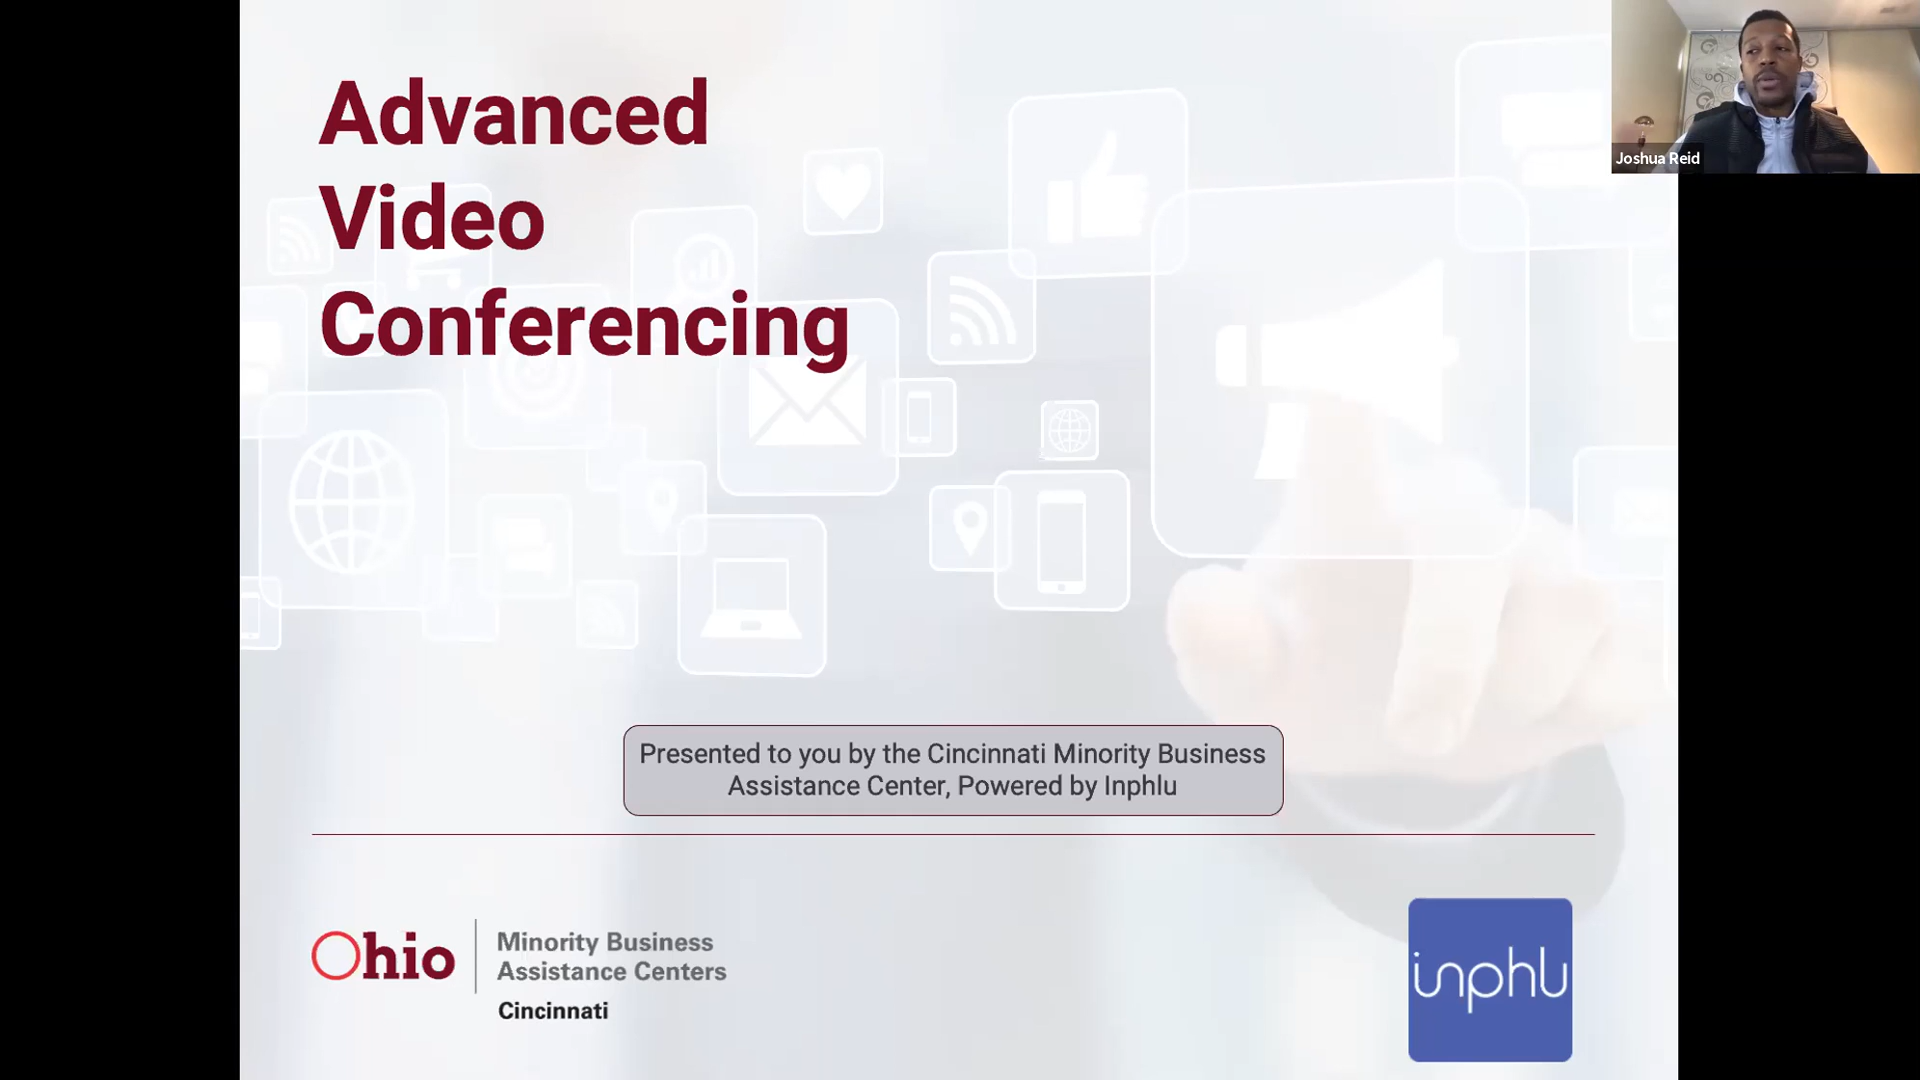 Advanced
Video
Conferencing
Joshua Reid
Presented to you by the Cincinnati Minority Business
Assistance Center, Powered by Inphlu
Ohio
Minority Business
Assistance Centers
Cincinnati
inphlu